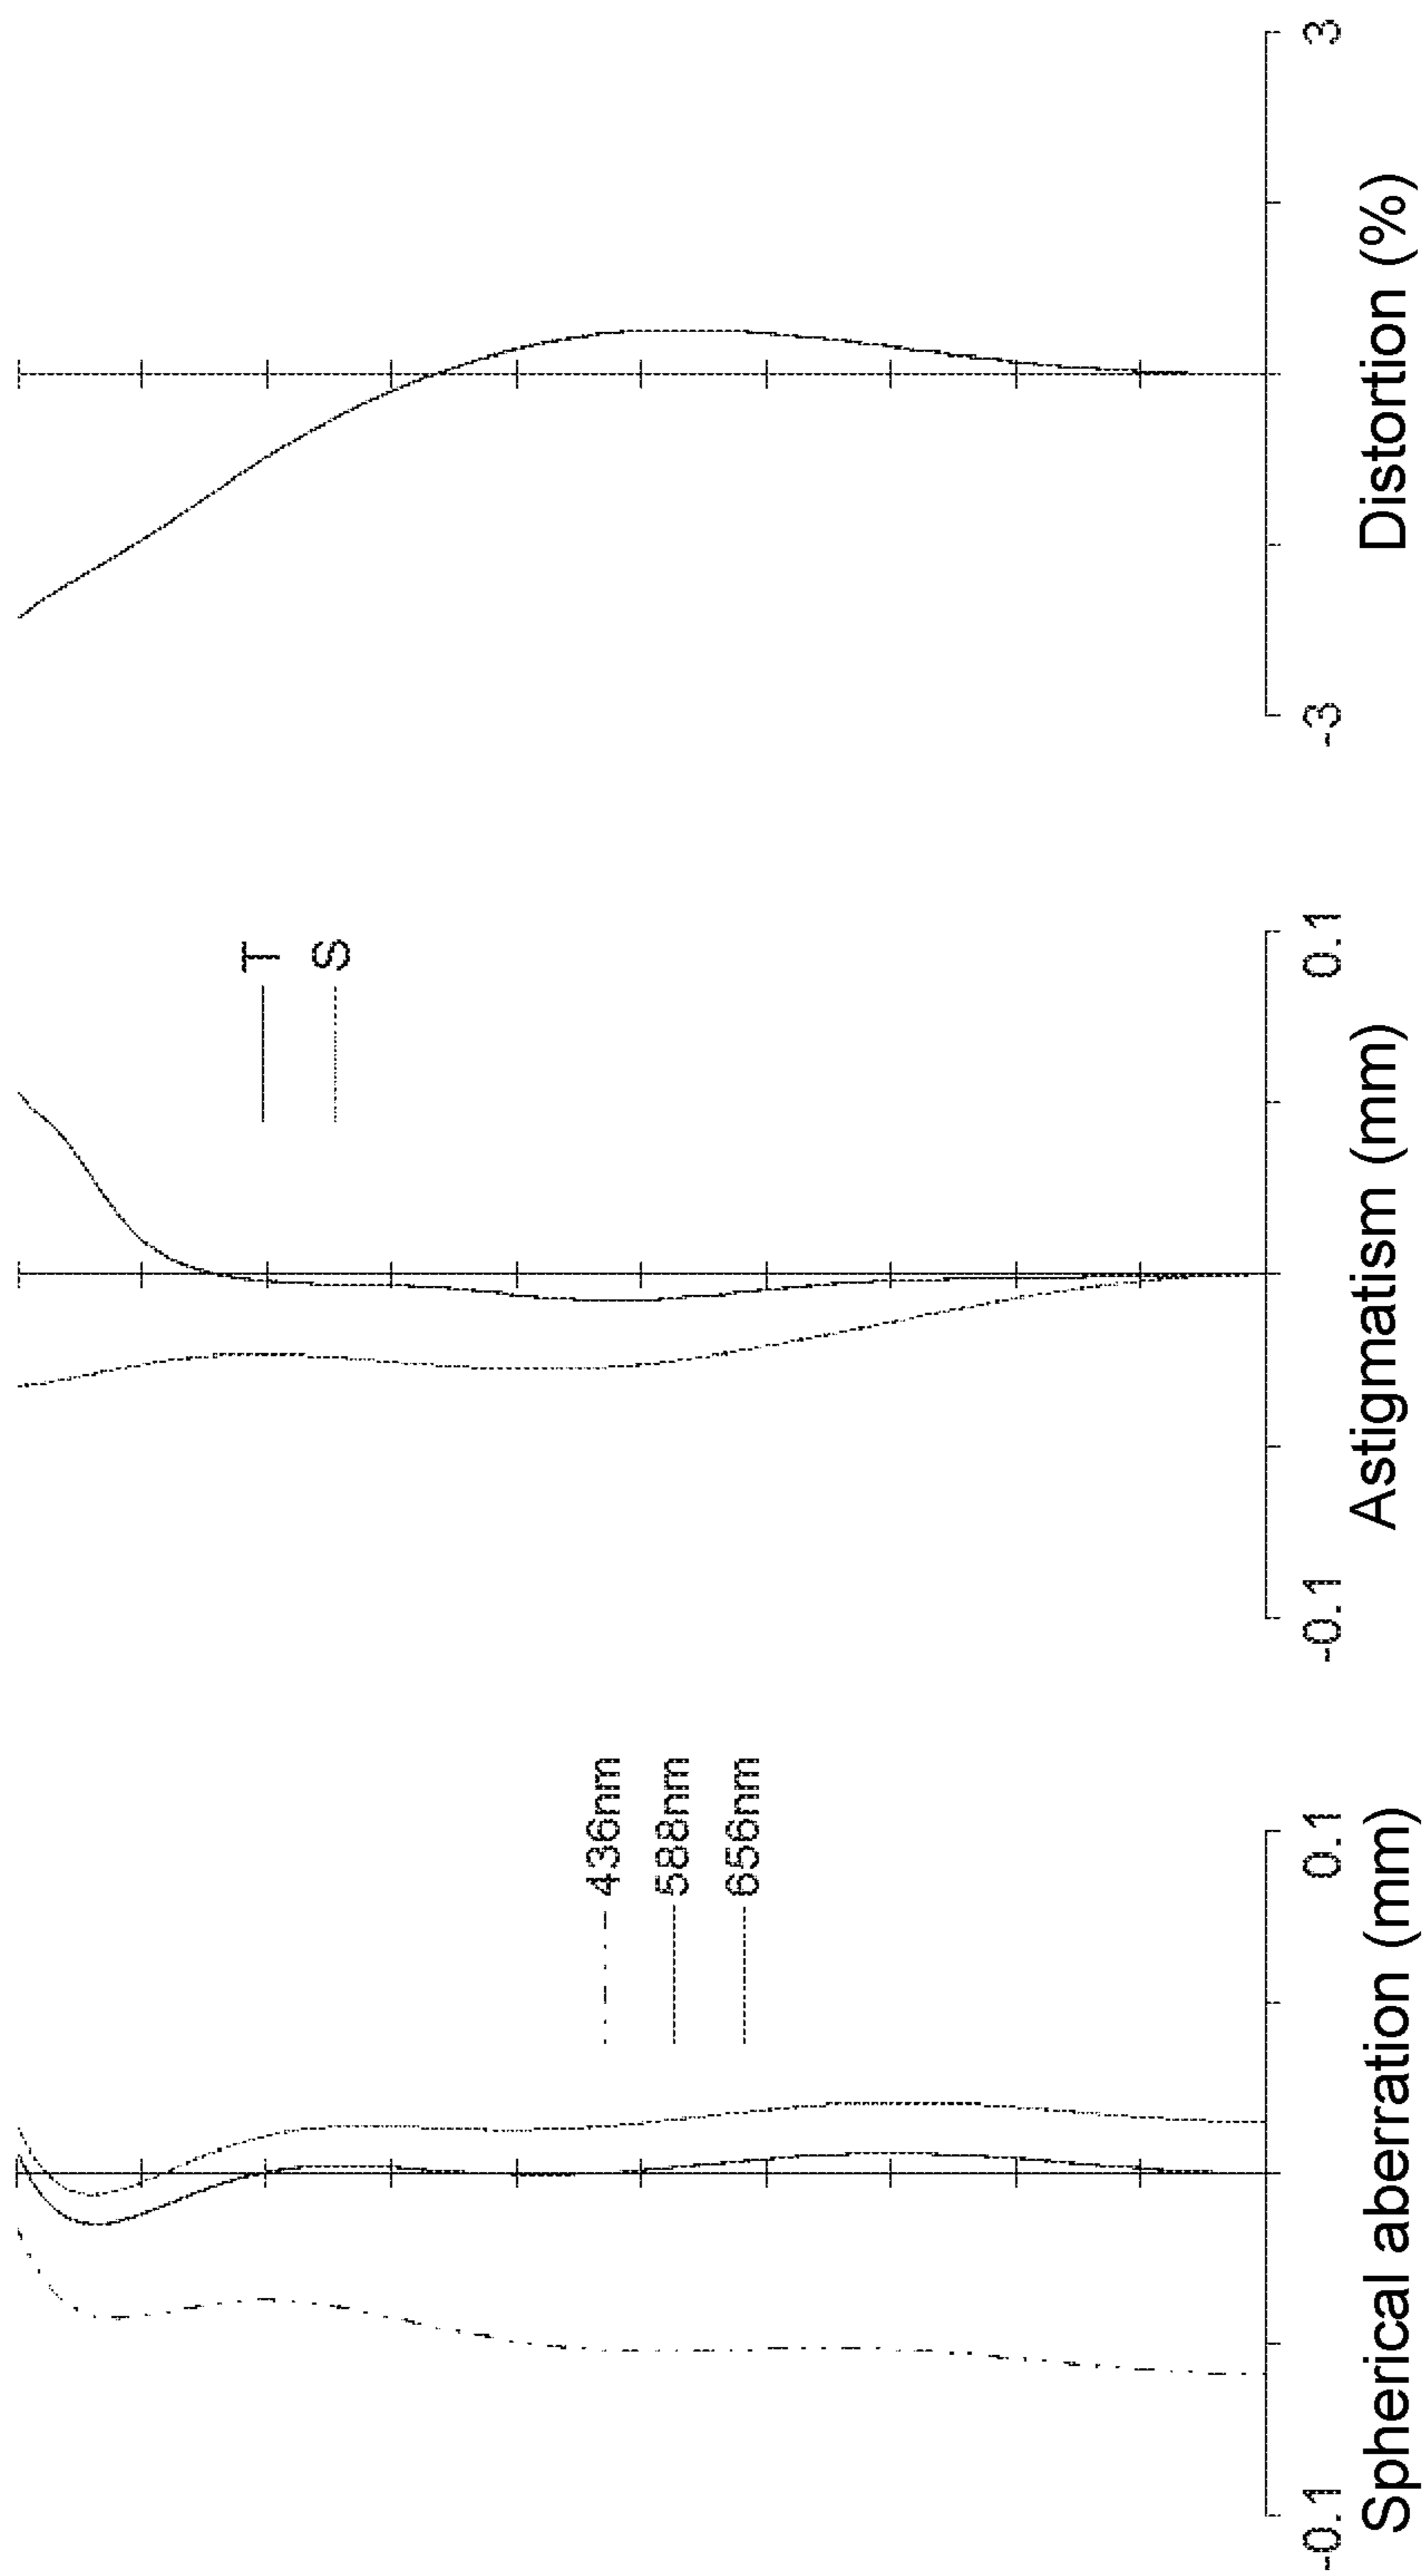 436nm
588nm
656nm
-0.1
0.1
Spherical aberration (mm)
T
S
-0.1
0.1
Astigmatism (mm)
-3
3
Distortion (%)